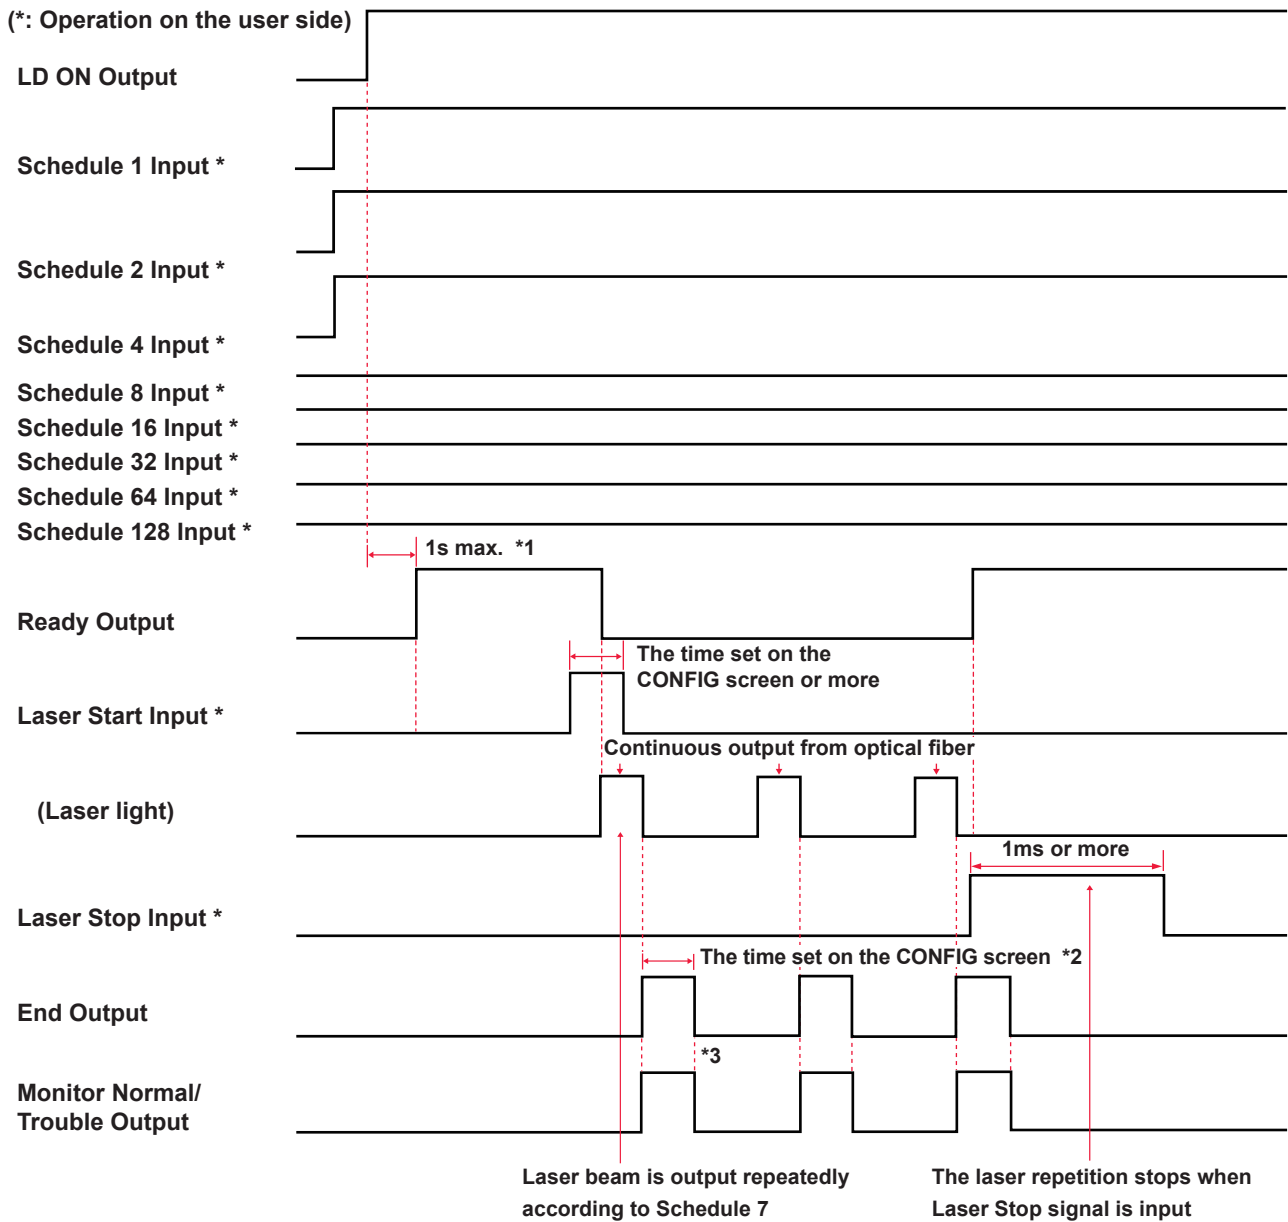 (*: Operation on the user side)
LD ON Output
Schedule 1 Input *
Schedule 2 Input *
Schedule 4 Input *
Schedule 8 Input *
Schedule 16 Input *
Schedule 32 Input *
Schedule 64 Input *
Schedule 128 Input *
1s max. *1
Ready Output
The time set on the
CONFIG screen or more
Laser Start Input *
Continuous output from optical fiber
(Laser light)
1ms or more
Laser Stop Input *
The time set on the CONFIG screen *2
End Output
*3
Monitor Normal/
Trouble Output
Laser beam is output repeatedly
according to Schedule 7
The laser repetition stops when
Laser Stop signal is input